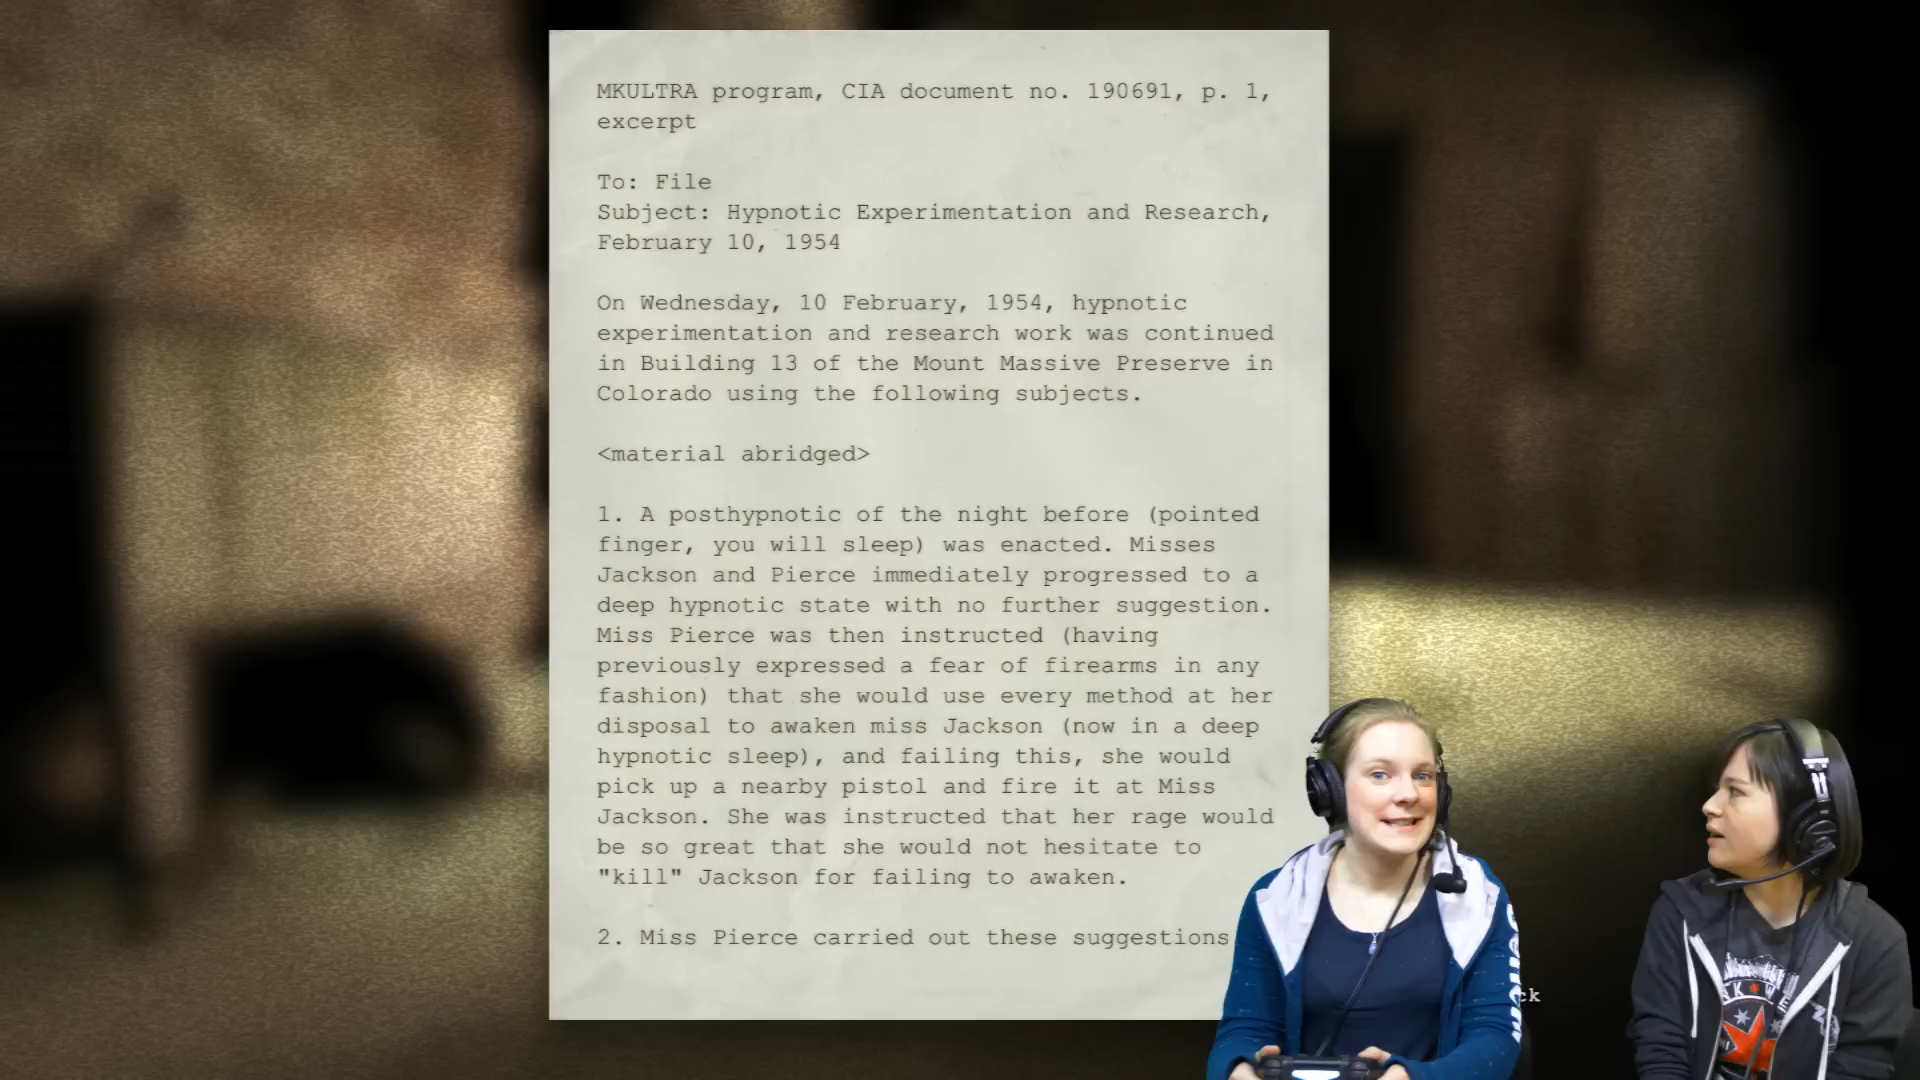 MKULTRA program, CIA document no. 190691, p. 1,
excerpt
To: File
Subject: Hypnotic Experimentation and Research,
February 10, 1954
On Wednesday, 10 February, 1954, hypnotic
experimentation and research work was continued
in Building 13 of the Mount Massive Preserve in
Colorado using the following subjects.
<material abridged>
1. A posthypnotic of the night before (pointed
finger, you will sleep) was enacted. Misses
Jackson and Pierce immediately progressed to a
deep hypnotic state with no further suggestion.
Miss Pierce was then instructed (having
previously expressed a fear of firearms in any
fashion) that she would use every method at her
disposal to awaken miss Jackson (now in a deep
hypnotic sleep), and failing this, she would
pick up a nearby pistol and fire it at Miss
Jackson. She was instructed that her rage would
be so great that she would not hesitate to
"kill" Jackson for failing to awaken.
2. Miss Pierce carried out these suggestions